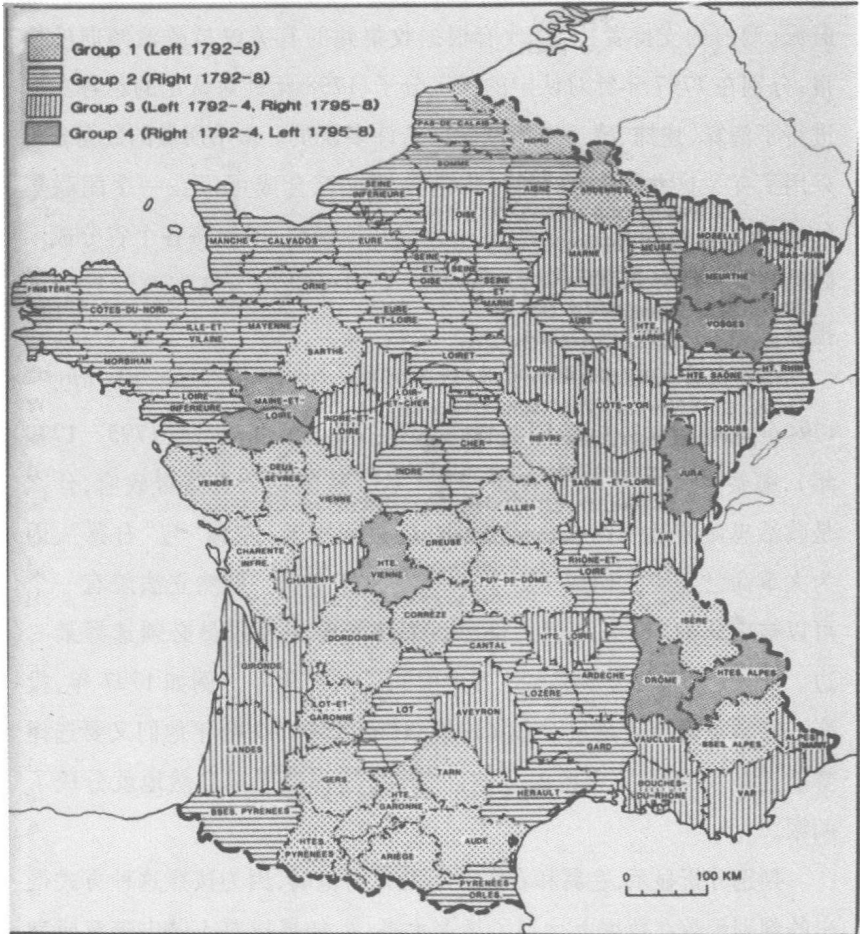 Group 1 (Left 1792-8)
Group 2 (Right 1792-8)
Group 3 (Left 1792-4, Right 1795-8)
Group 4 (Right 1792-4, Left 1795-8)
PAS-DE-CALAIS
NORD
SOMME
SEINE INFERIEURE
AISNE
ARDENNES
OISE
MANCHE
CALVADOS
EURE
SEINE ET OISE
SEINE
SEINE ET MARNE
MARNE
MEUSE
MOSELLE
BAS-RHIN
MEURTHE
VOSGES
FINISTÈRE
CÔTES-DU-NORD
ORNE
MORBIHAN
ILLE-ET VILAINE
MAYENNE
SARTHE
EURE ET-LOIRE
LOIRET
AUBE
HTE. MARNE
HTE. SAÔNE
HT. RHIN
YONNE
LOIRE-INFÉRIEURE
MAINE-ET-LOIRE
INDRE-ET-LOIRE
LOIR-ET-CHER
CÔTE-D'OR
DOUBS
CHER
NIÈVRE
INDRE
JURA
SAÔNE-ET-LOIRE
VENDÉE
DEUX-SÈVRES
VIENNE
ALLIER
AIN
CHARENTE INFRE.
CHARENTE
HTE. VIENNE
CREUSE
PUY-DE-DÔME
RHÔNE-ET LOIRE
ISÈRE
CORRÈZE
DORDOGNE
CANTAL
HTE. LOIRE
ARDÈCHE
DRÔME
HTES. ALPES
GIRONDE
LOT-ET-GARONNE
LOT
AVEYRON
LOZÈRE
GARD
VAUCLUSE
BSES. ALPES
LANDES
GERS
HTE. GARONNE
TARN
HÉRAULT
BOUCHES-DU-RHÔNE
VAR
BSES. PYRENEES
HTES PYRENÉES
ARIÈGE
AUDE
PYRENÉES ORLES.
0 100 KM